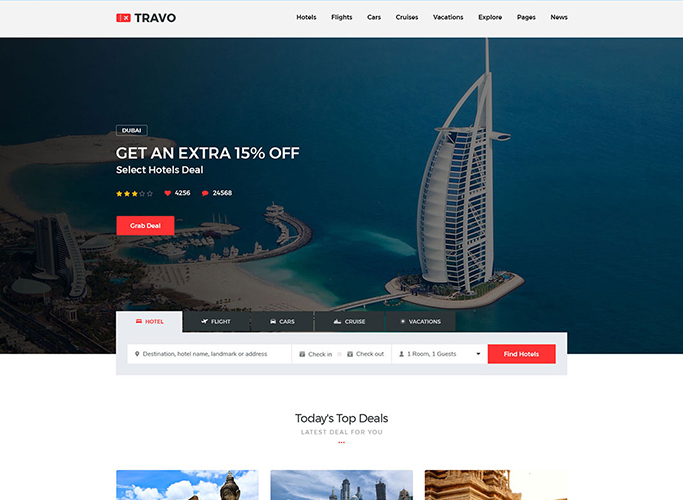 TRAVO
Hotels Flights Cars Cruises Vacations Explore Pages News
DUBAI
GET AN EXTRA 15% OFF
Select Hotels Deal
4256 24568
Grab Deal
HOTEL FLIGHT CARS CRUISE VACATIONS
Destination, hotel name, landmark or address Check in Check out 1 Room, 1 Guests Find Hotels
Today's Top Deals
LATEST DEAL FOR YOU